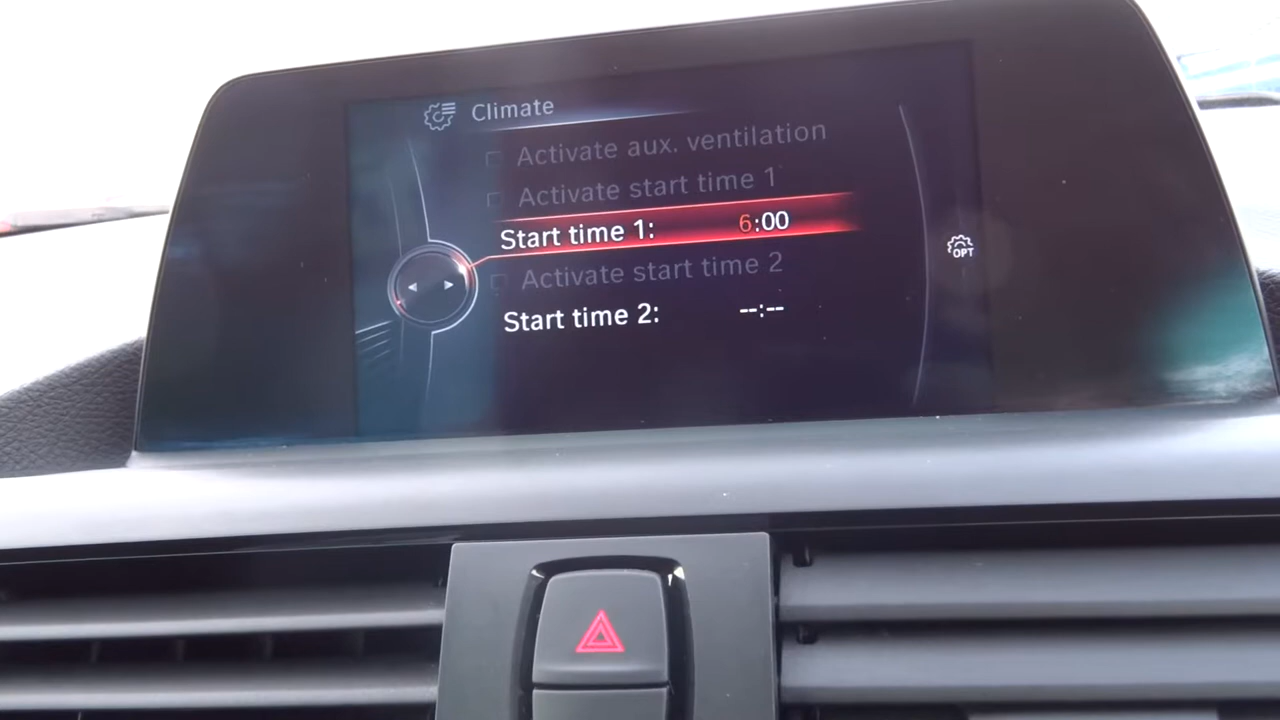 Climate
Activate aux. ventilation
Activate start time 1
Start time 1: 6:00
Activate start time 2
Start time 2: --:--
OPT